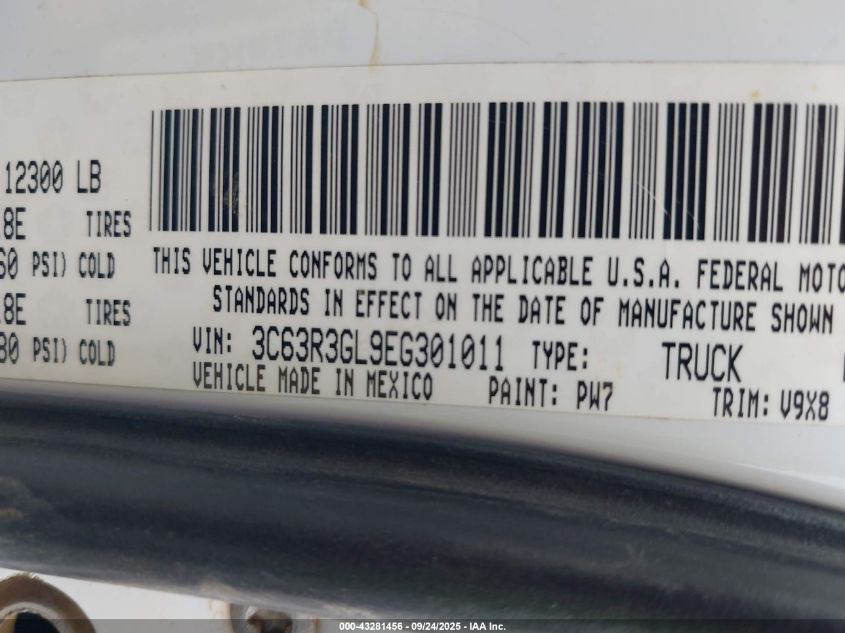 12300 LB
8E TIRES
60 PSI) COLD
8E TIRES
80 PSI) COLD
THIS VEHICLE CONFORMS TO ALL APPLICABLE U.S.A. FEDERAL MOTO
STANDARDS IN EFFECT ON THE DATE OF MANUFACTURE SHOWN
VIN: 3C63R3GL9EG301011 TYPE: TRUCK
VEHICLE MADE IN MEXICO PAINT: PW7 TRIM: V9X8
000-43281456 - 09/24/2025 - IAA Inc.